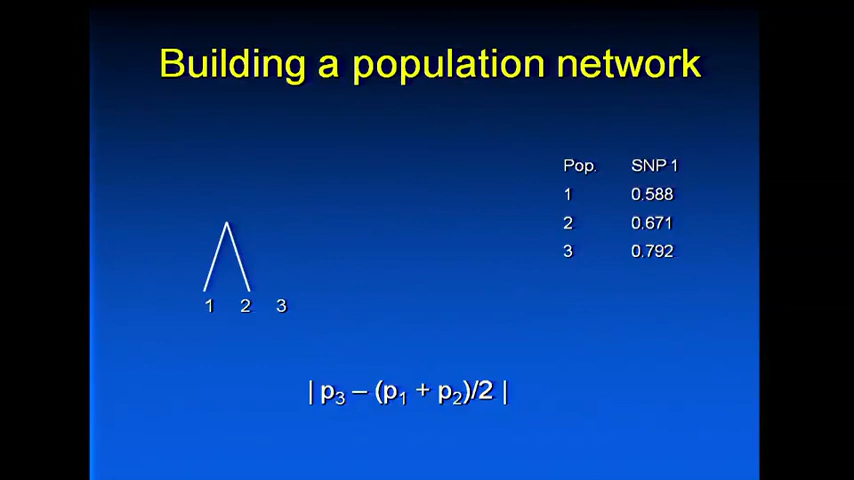 Building a population network
Pop. SNP 1
1 0.588
2 0.671
3 0.792
1 2 3
| p₃ – (p₁ + p₂)/2 |